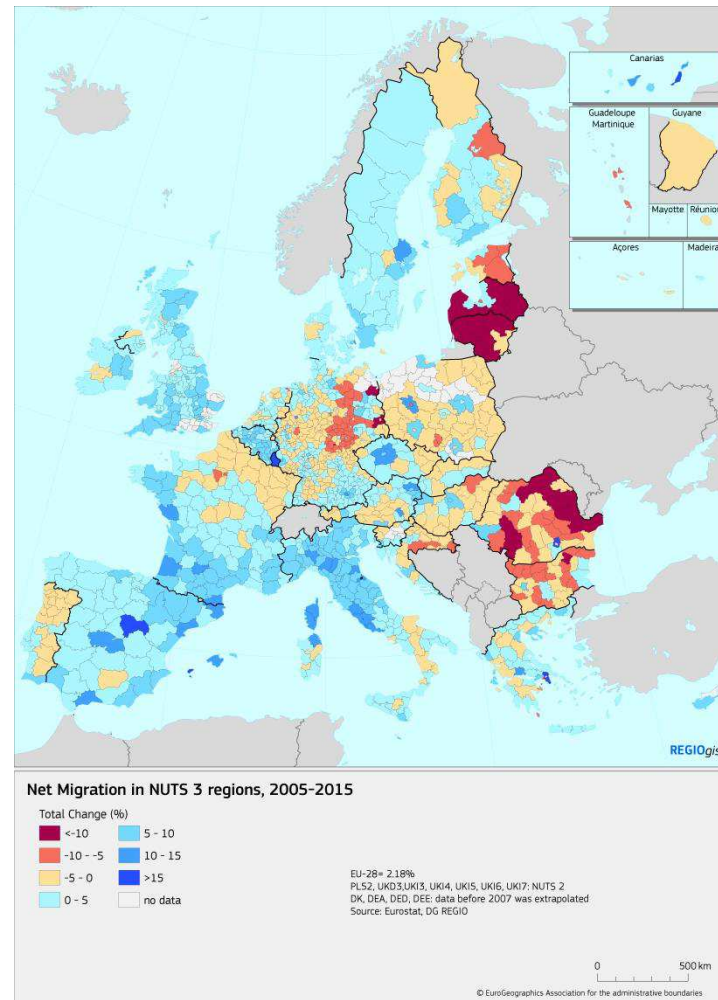 Canarias
Guadeloupe
Martinique
Guyane
Mayotte
Réunion
Açores
Madeira
REGIOgis
Net Migration in NUTS 3 regions, 2005-2015
Total Change (%)
<-10
-10 - -5
-5 - 0
0 - 5
5 - 10
10 - 15
>15
no data
EU-28= 2.18%
PL52, UKD3,UKI3, UKI4, UKI5, UKI6, UKI7: NUTS 2
DK, DEA, DED, DEE: data before 2007 was extrapolated
Source: Eurostat, DG REGIO
0 500 km
© EuroGeographics Association for the administrative boundaries